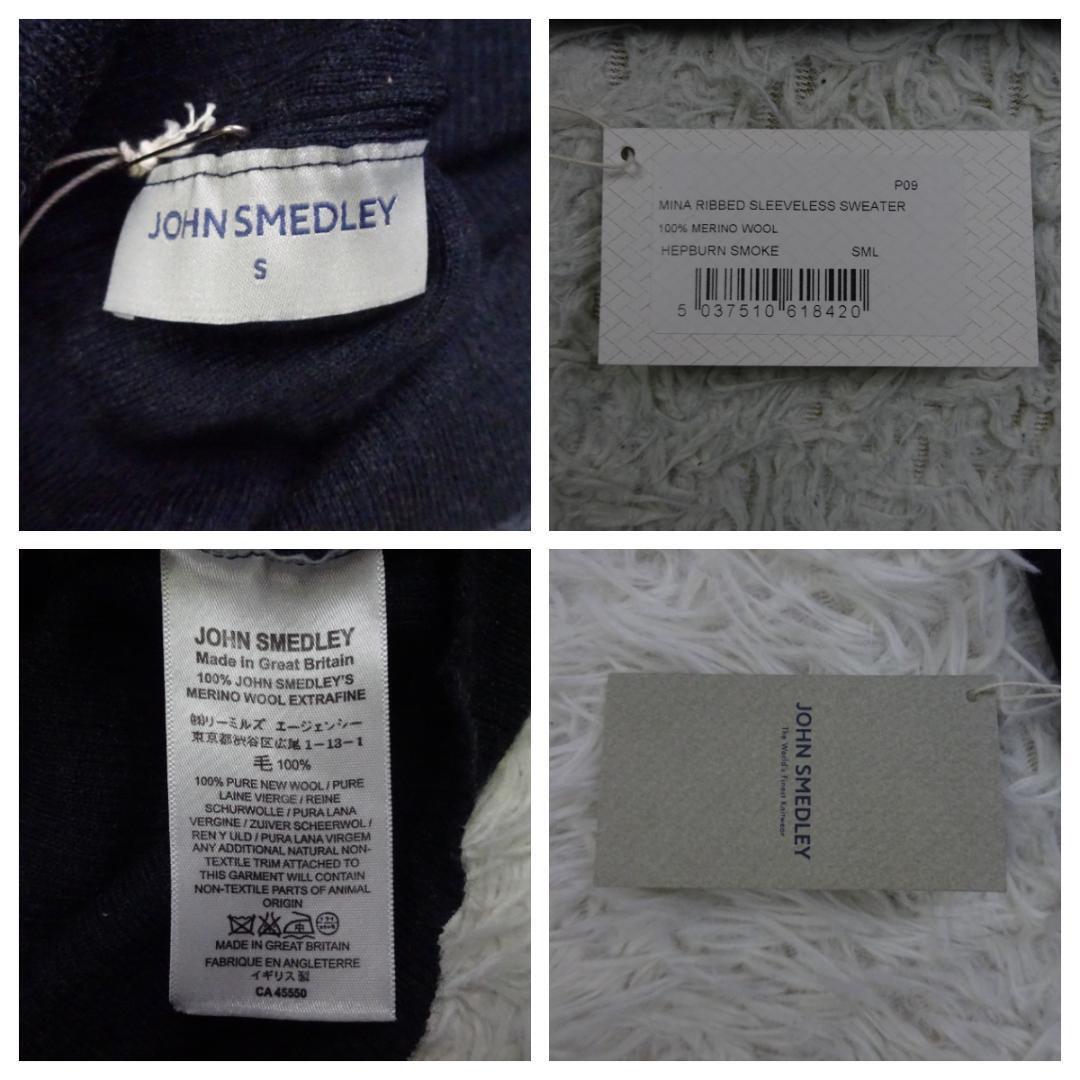 JOHN SMEDLEY
S
P09
MINA RIBBED SLEEVELESS SWEATER
100% MERINO WOOL
HEPBURN SMOKE SML
5 037510 618420
JOHN SMEDLEY
Made in Great Britain
100% JOHN SMEDLEY'S
MERINO WOOL EXTRAFINE
㈱リーミルズ エージェンシー
東京都渋谷区広尾1-13-1
毛 100%
100% PURE NEW WOOL / PURE
LAINE VIERGE / REINE
SCHURWOLLE / PURA LANA
VERGINE / ZUIVER SCHEERWOL /
REN Y ULD / PURA LANA VIRGEM
ANY ADDITIONAL NATURAL NON-
TEXTILE TRIM ATTACHED TO
THIS GARMENT WILL CONTAIN
NON-TEXTILE PARTS OF ANIMAL
ORIGIN
中
MADE IN GREAT BRITAIN
FABRIQUE EN ANGLETERRE
イギリス製
CA 45550
JOHN SMEDLEY
The World's Finest Knitwear